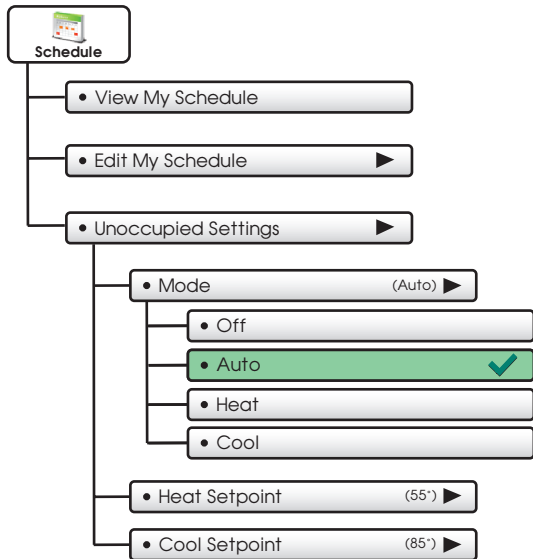 Schedule
• View My Schedule
• Edit My Schedule
• Unoccupied Settings
• Mode (Auto)
• Off
• Auto
• Heat
• Cool
• Heat Setpoint (55°)
• Cool Setpoint (85°)